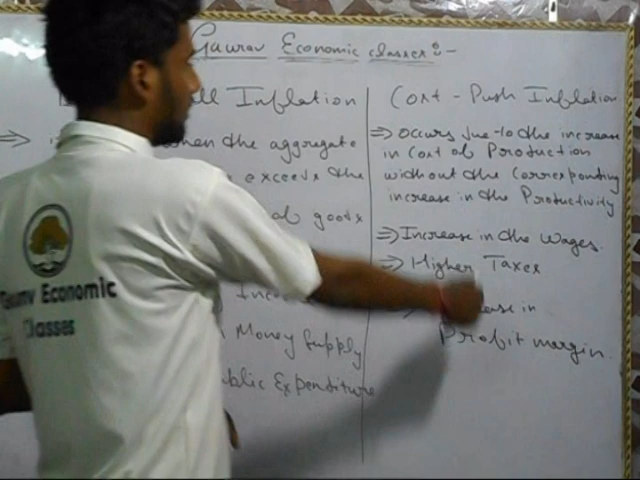 Gaurav Economic classes :-
ll Inflation
when the aggregate
exceeds the
of goods
Inc
Money Supply
blic Expenditure
Cost - Push Inflation
⇒ occurs due to the increase
in Cost of Production
without the Corresponding
increase in the Productivity
⇒ Increase in the Wages.
⇒ Higher Taxes
ease in
Profit margin.
Gaurav Economic
Classes